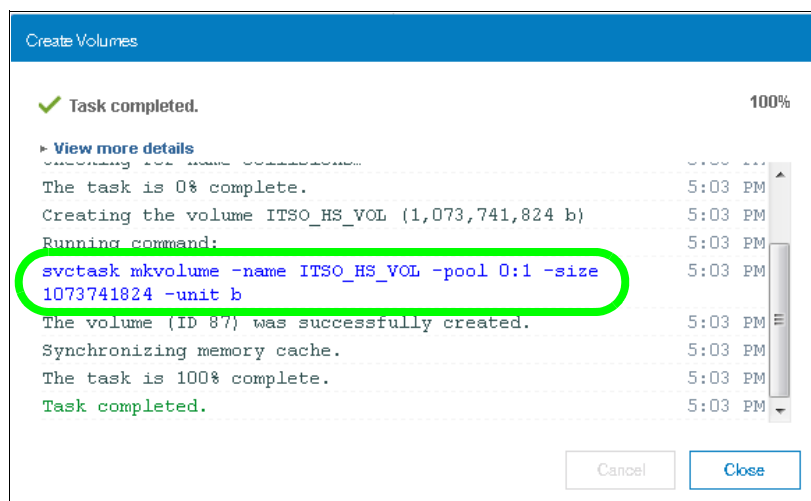 Create Volumes
Task completed. 100%
View more details
The task is 0% complete. 5:03 PM
Creating the volume ITSO_HS_VOL (1,073,741,824 b) 5:03 PM
Running command: 5:03 PM
svctask mkvolume -name ITSO_HS_VOL -pool 0:1 -size 5:03 PM
1073741824 -unit b
The volume (ID 87) was successfully created. 5:03 PM
Synchronizing memory cache. 5:03 PM
The task is 100% complete. 5:03 PM
Task completed. 5:03 PM
Cancel Close